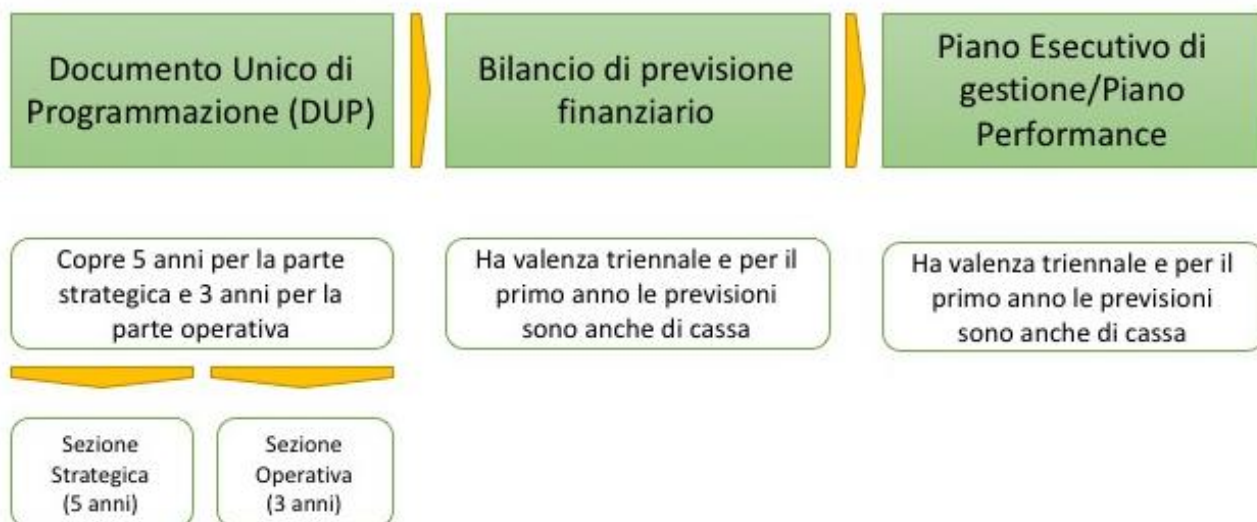 Documento Unico di
Programmazione (DUP)
Bilancio di previsione
finanziario
Piano Esecutivo di
gestione/Piano
Performance
Copre 5 anni per la parte
strategica e 3 anni per la
parte operativa
Ha valenza triennale e per il
primo anno le previsioni
sono anche di cassa
Ha valenza triennale e per il
primo anno le previsioni
sono anche di cassa
Sezione
Strategica
(5 anni)
Sezione
Operativa
(3 anni)